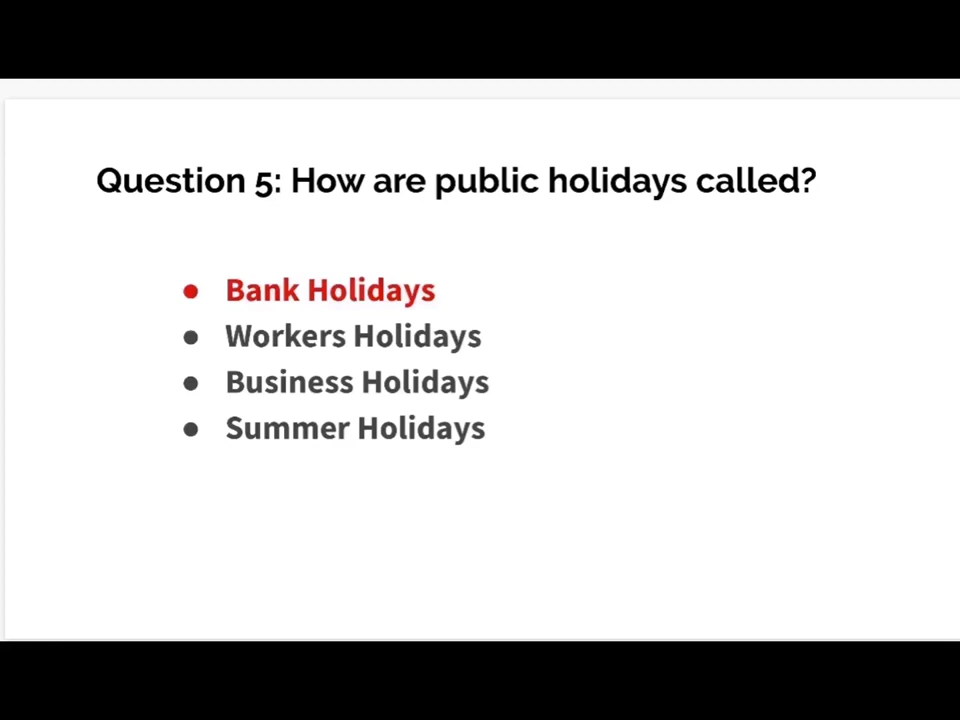 Question 5: How are public holidays called?
● Bank Holidays
● Workers Holidays
● Business Holidays
● Summer Holidays